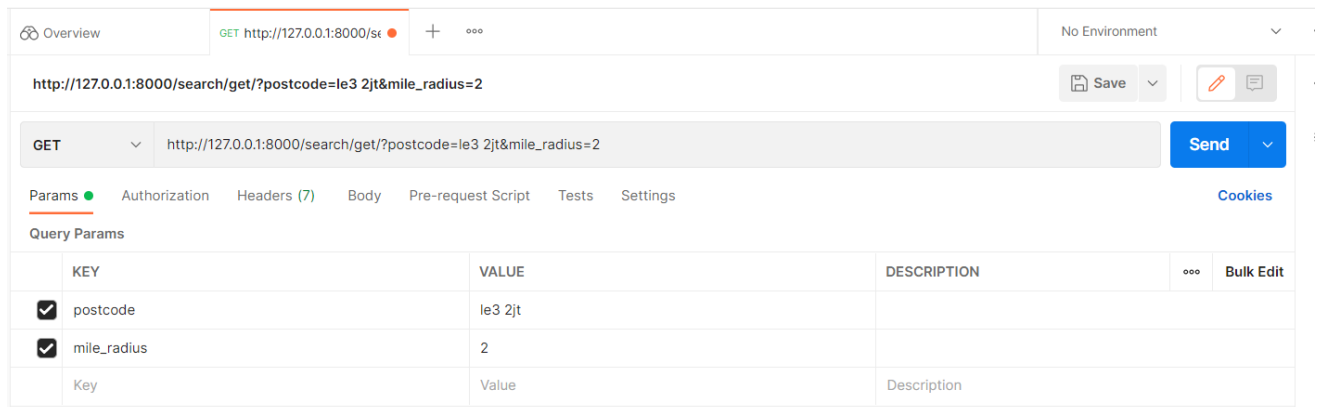 Overview GET http://127.0.0.1:8000/se No Environment
http://127.0.0.1:8000/search/get/?postcode=le3 2jt&mile_radius=2 Save
GET http://127.0.0.1:8000/search/get/?postcode=le3 2jt&mile_radius=2 Send
Params Authorization Headers (7) Body Pre-request Script Tests Settings Cookies
Query Params
KEY VALUE DESCRIPTION Bulk Edit
postcode le3 2jt
mile_radius 2
Key Value Description